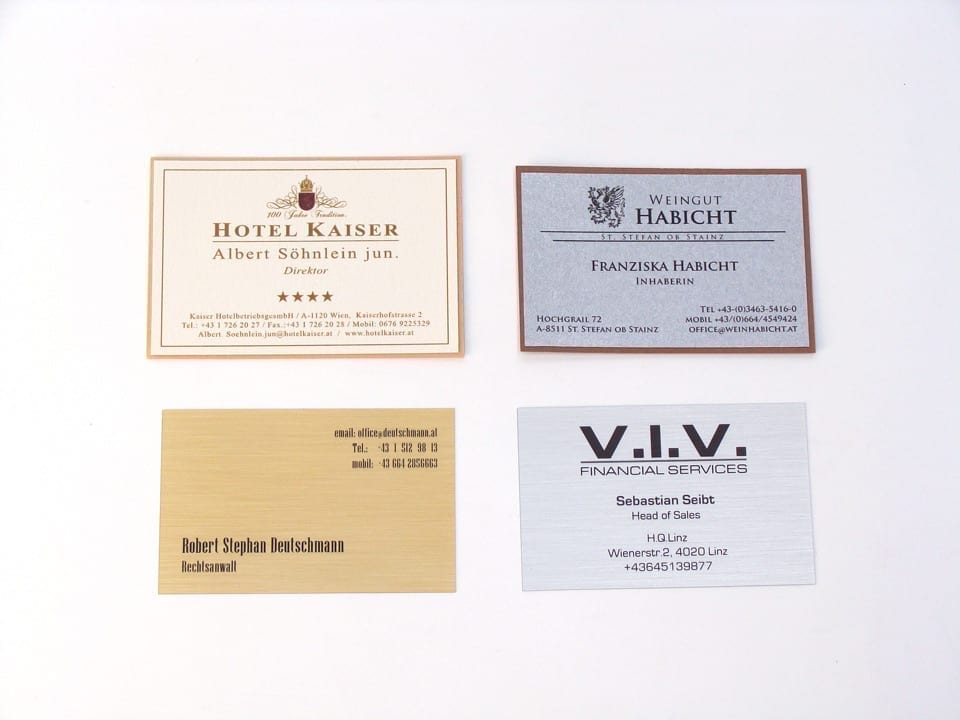 100 Jahre Tradition.
HOTEL KAISER
Albert Söhnlein jun.
Direktor
★★★★
Kaiser HotelbetriebsgesmbH / A-1120 Wien, Kaiserhofstrasse 2
Tel.: +43 1 726 20 27 / Fax.:+43 1 726 20 28 / Mobil: 0676 9225329
Albert.Soehnlein.jun@hotelkaiser.at / www.hotelkaiser.at
WEINGUT
HABICHT
ST. STEFAN OB STAINZ
FRANZISKA HABICHT
INHABERIN
TEL +43-(0)3463-5416-0
HOCHGRAIL 72
MOBIL +43/(0)664/4549424
A-8511 ST. STEFAN OB STAINZ
OFFICE@WEINHABICHT.AT
email: office@deutschmann.at
Tel.: +43 1 512 98 13
mobil: +43 664 2056663
Robert Stephan Deutschmann
Rechtsanwalt
V.I.V.
FINANCIAL SERVICES
Sebastian Seibt
Head of Sales
H.Q.Linz
Wienerstr.2, 4020 Linz
+43645139877